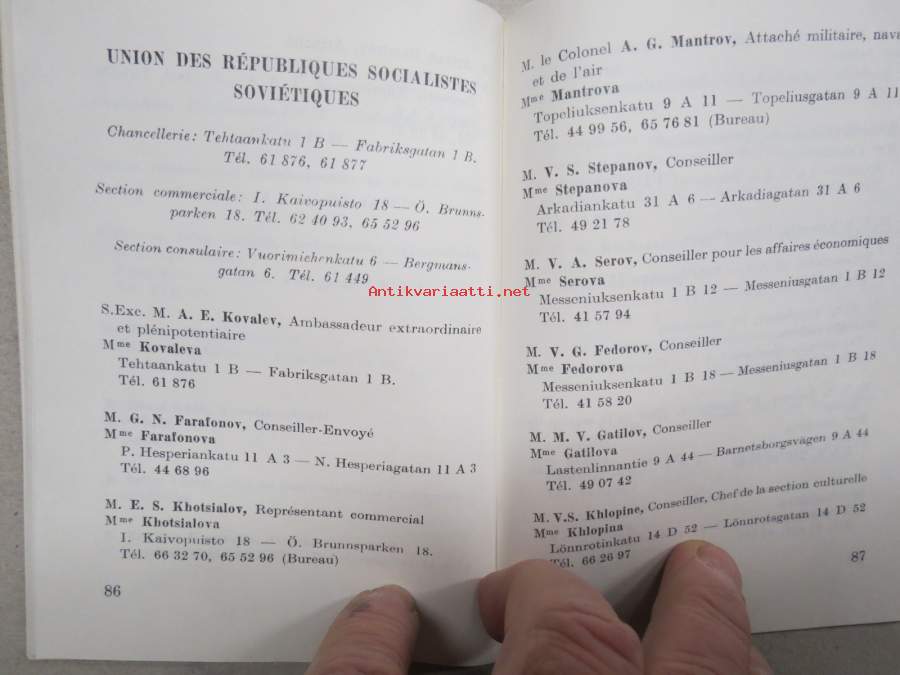 UNION DES RÉPUBLIQUES SOCIALISTES
SOVIÉTIQUES
Chancellerie: Tehtaankatu 1 B — Fabriksgatan 1 B.
Tél. 61 876, 61 877
Section commerciale: I. Kaivopuisto 18 — Ö. Brunns-
parken 18. Tél. 62 40 93, 65 52 96
Section consulaire: Vuorimichenkatu 6 — Bergmans-
gatan 6. Tél. 61 449
S.Exc. M. A. E. Kovalev, Ambassadeur extraordinaire
et plénipotentiaire
Mme Kovaleva
Tehtaankatu 1 B — Fabriksgatan 1 B.
Tél. 61 876
M. G. N. Farafonov, Conseiller-Envoyé
Mme Farafonova
P. Hesperiankatu 11 A 3 — N. Hesperiagatan 11 A 3
Tél. 44 68 96
M. E. S. Khotsialov, Représentant commercial
Mme Khotsialova
I. Kaivopuisto 18 — Ö. Brunnsparken 18.
Tél. 66 32 70, 65 52 96 (Bureau)
86
M. le Colonel A. G. Mantrov, Attaché militaire, nava
et de l'air
Mme Mantrova
Topeliuksenkatu 9 A 11 — Topeliusgatan 9 A 11
Tél. 44 99 56, 65 76 81 (Bureau)
M. V. S. Stepanov, Conseiller
Mme Stepanova
Arkadiankatu 31 A 6 — Arkadiagatan 31 A 6
Tél. 49 21 78
M. V. A. Serov, Conseiller pour les affaires économiques
Mme Serova
Messeniuksenkatu 1 B 12 — Messeniusgatan 1 B 12
Tél. 41 57 94
M. V. G. Fedorov, Conseiller
Mme Fedorova
Messeniuksenkatu 1 B 18 — Messeniusgatan 1 B 18
Tél. 41 58 20
M. M. V. Gatilov, Conseiller
Mme Gatilova
Lastenlinnantie 9 A 44 — Barnetsborgsvägen 9 A 44
Tél. 49 07 42
M. V.S. Khlopine, Conseiller, Chef de la section culturelle
Mme Khlopina
Lönnrotinkatu 14 D 52 — Lönnrotsgatan 14 D 52
Tél. 66 26 97
87
Antikvariaatti.net